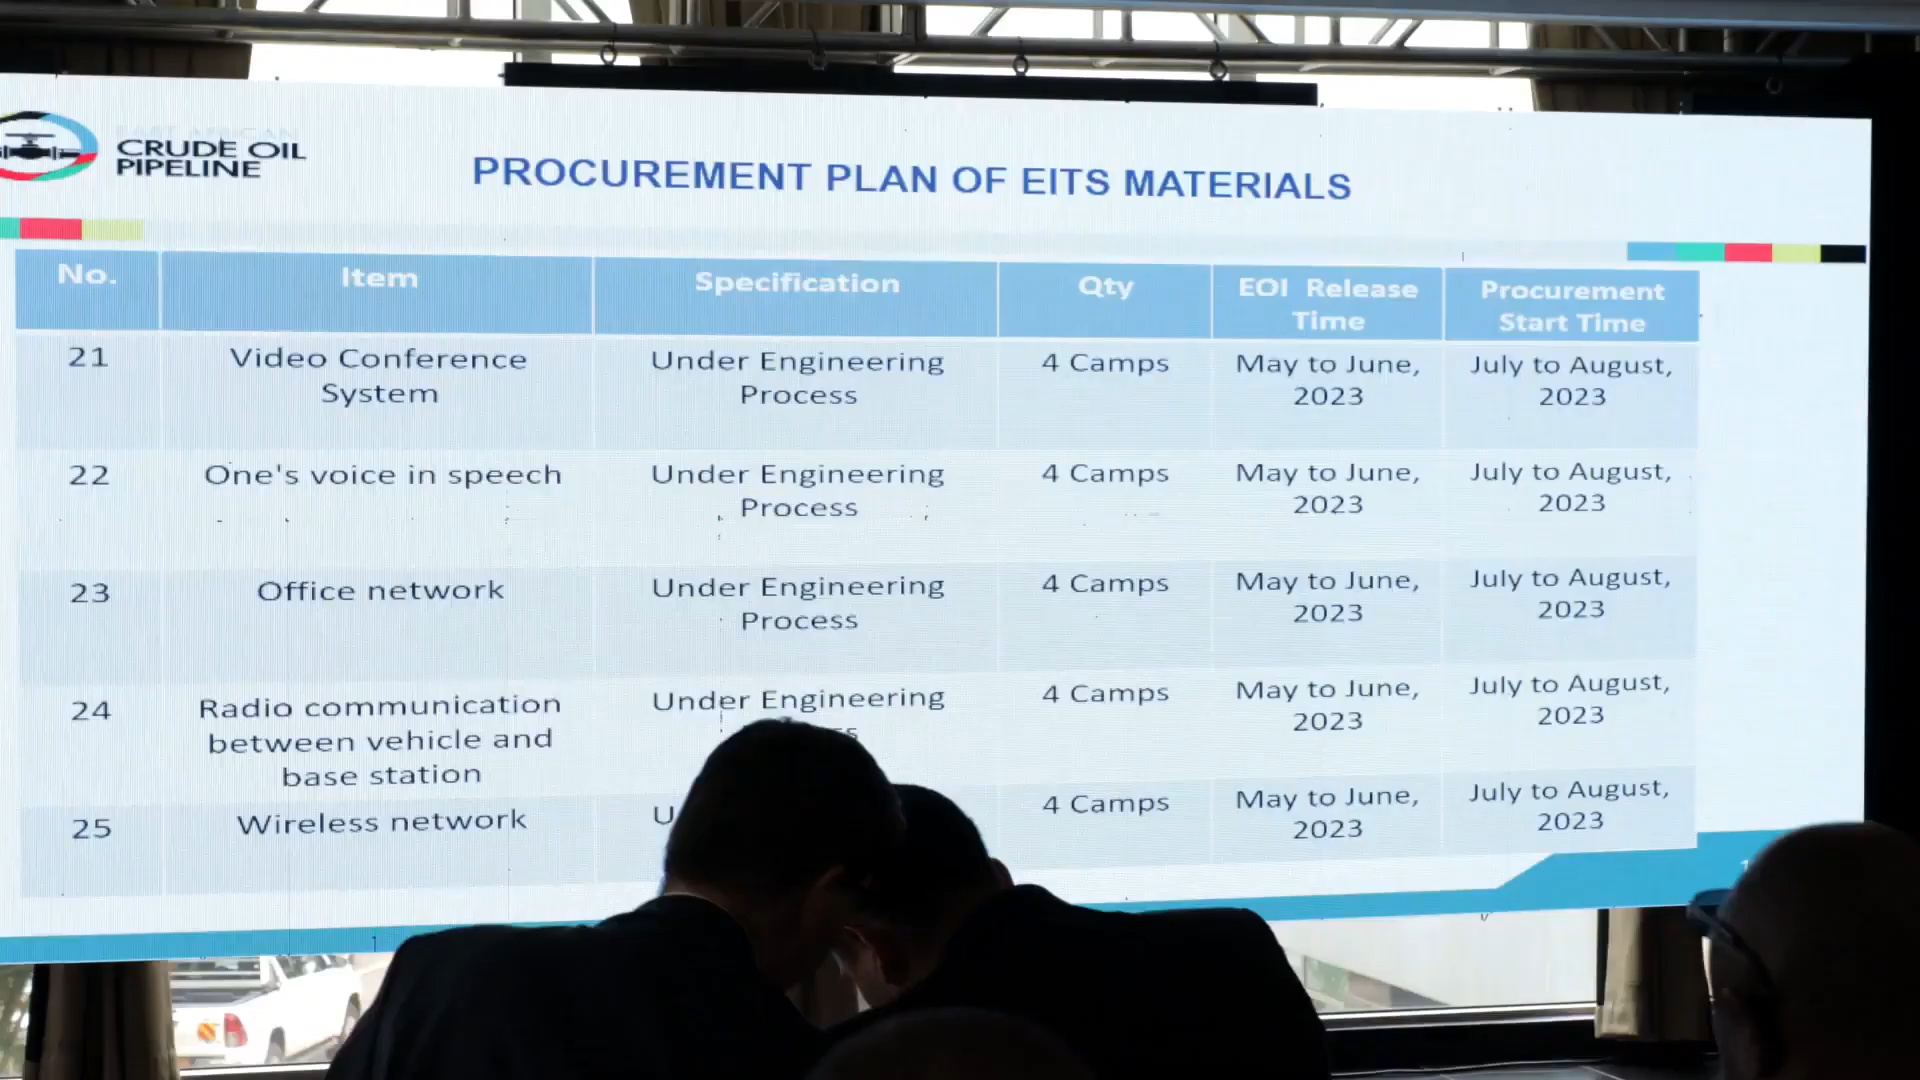 EAST AFRICAN
CRUDE OIL
PIPELINE
PROCUREMENT PLAN OF EITS MATERIALS
No.
Item
Specification
Qty
EOI Release
Time
Procurement
Start Time
21
Video Conference
System
Under Engineering
Process
4 Camps
May to June,
2023
July to August,
2023
22
One's voice in speech
Under Engineering
Process
4 Camps
May to June,
2023
July to August,
2023
23
Office network
Under Engineering
Process
4 Camps
May to June,
2023
July to August,
2023
24
Radio communication
between vehicle and
base station
Under Engineering
4 Camps
May to June,
2023
July to August,
2023
25
Wireless network
4 Camps
May to June,
2023
July to August,
2023